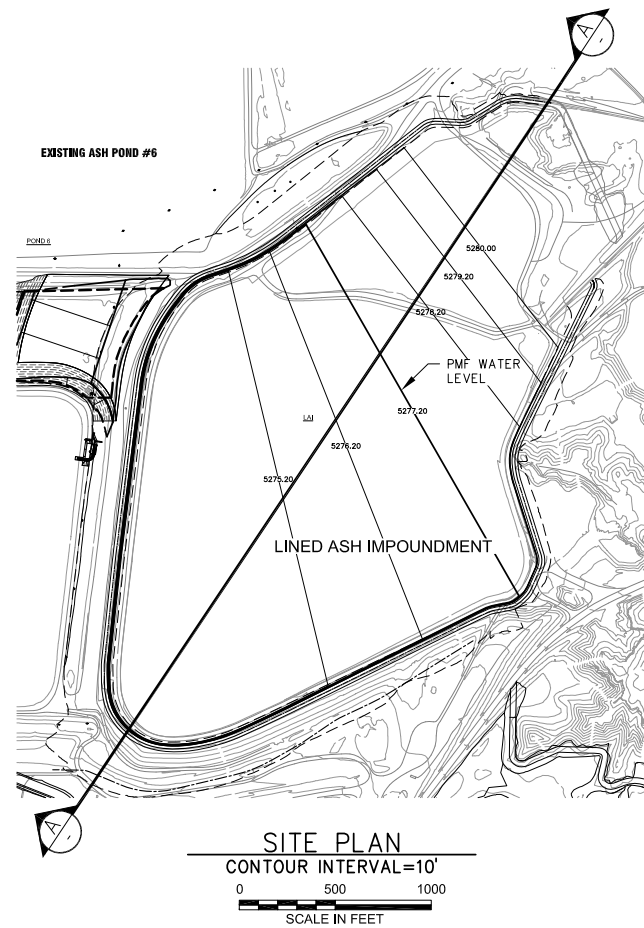 A
EXISTING ASH POND #6
POND 6
5280.00
5279.20
5278.20
PMF WATER
LEVEL
5277.20
LAI
5276.20
5275.20
LINED ASH IMPOUNDMENT
A
SITE PLAN
CONTOUR INTERVAL=10'
0 500 1000
SCALE IN FEET